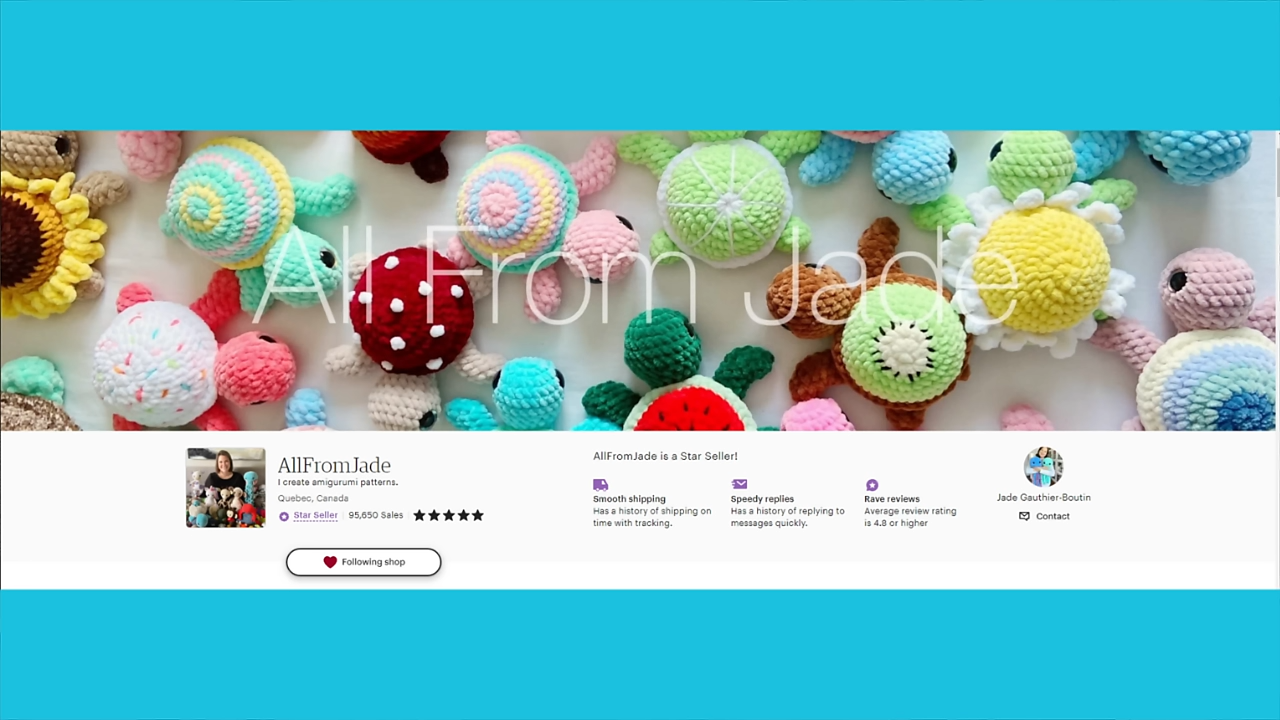 All From Jade
AllFromJade
I create amigurumi patterns.
Quebec, Canada
Star Seller 95,650 Sales
Following shop
AllFromJade is a Star Seller!
Smooth shipping
Has a history of shipping on
time with tracking.
Speedy replies
Has a history of replying to
messages quickly.
Rave reviews
Average review rating
is 4.8 or higher
Jade Gauthier-Boutin
Contact